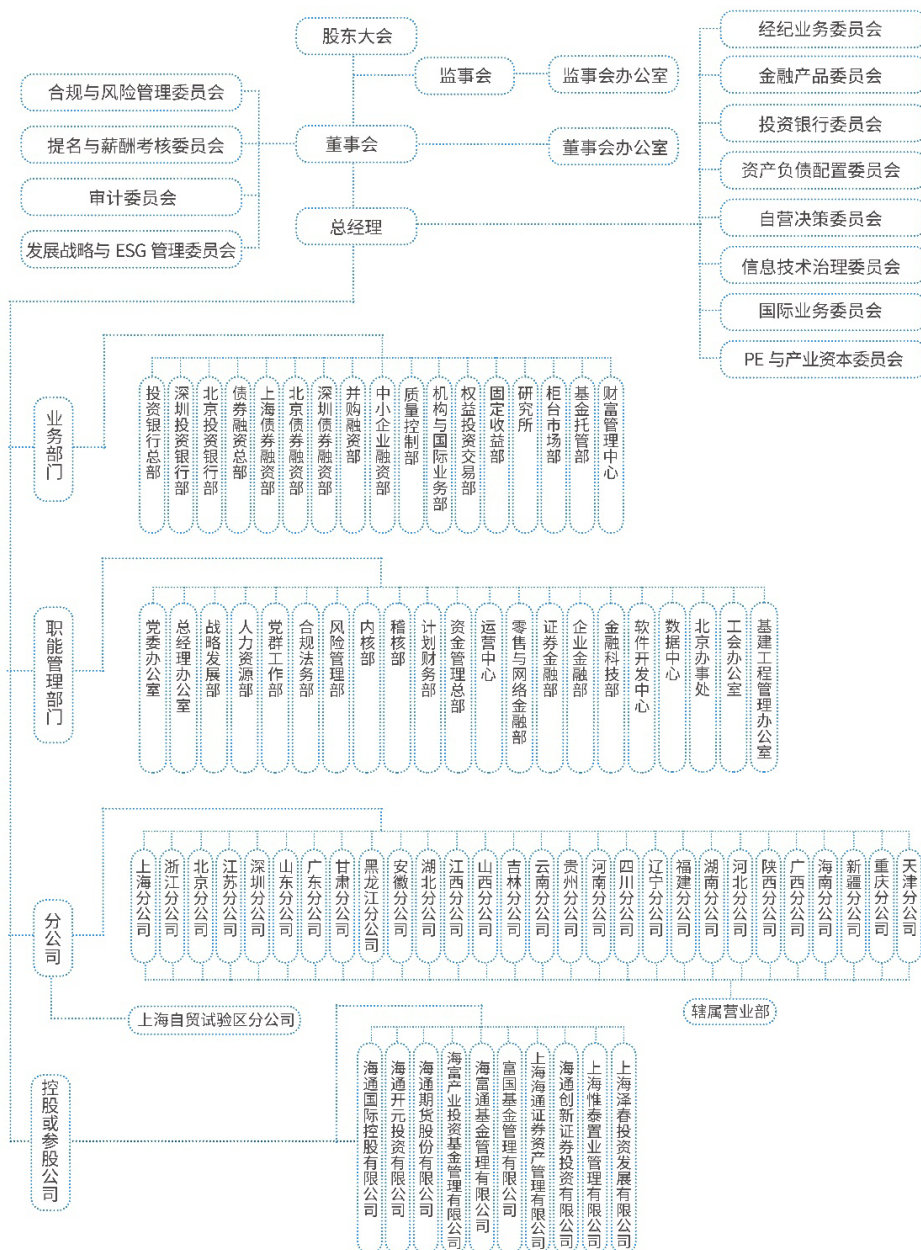 股东大会
监事会
监事会办公室
合规与风险管理委员会
提名与薪酬考核委员会
审计委员会
发展战略与 ESG 管理委员会
董事会
董事会办公室
总经理
经纪业务委员会
金融产品委员会
投资银行委员会
资产负债配置委员会
自营决策委员会
信息技术治理委员会
国际业务委员会
PE 与产业资本委员会
业务部门
投资银行总部
深圳投资银行部
北京投资银行部
债券融资总部
上海债券融资部
北京债券融资部
深圳债券融资部
并购融资部
中小企业融资部
质量控制部
机构与国际业务部
权益投资交易部
固定收益部
研究所
柜台市场部
基金托管部
财富管理中心
职能管理部门
党委办公室
总经理办公室
战略发展部
人力资源部
党群工作部
合规法务部
风险管理部
内核部
稽核部
计划财务部
资金管理总部
运营中心
零售与网络金融部
证券金融部
企业金融部
金融科技部
软件开发中心
数据中心
北京办事处
工会办公室
基建工程管理办公室
分公司
上海分公司
浙江分公司
北京分公司
江苏分公司
深圳分公司
山东分公司
广东分公司
甘肃分公司
黑龙江分公司
安徽分公司
湖北分公司
江西分公司
山西分公司
吉林分公司
云南分公司
贵州分公司
河南分公司
四川分公司
辽宁分公司
福建分公司
湖南分公司
河北分公司
陕西分公司
广西分公司
海南分公司
新疆分公司
重庆分公司
天津分公司
上海自贸试验区分公司
辖属营业部
控股或参股公司
海通国际控股有限公司
海通开元投资有限公司
海通期货股份有限公司
海富产业投资基金管理有限公司
海富通基金管理有限公司
富国基金管理有限公司
上海海通证券资产管理有限公司
海通创新证券投资有限公司
上海惟泰置业管理有限公司
上海泽春投资发展有限公司